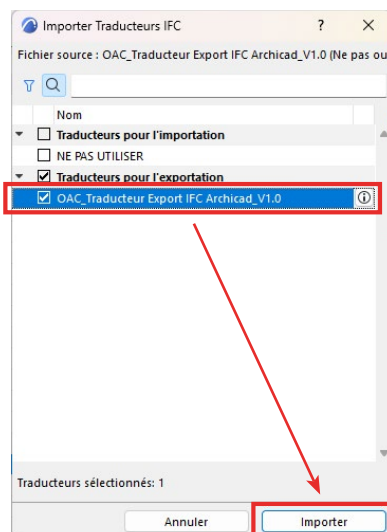 Importer Traducteurs IFC ? ×
Fichier source : OAC_Traducteur Export IFC Archicad_V1.0 (Ne pas ou
Nom
Traducteurs pour l'importation
NE PAS UTILISER
Traducteurs pour l'exportation
OAC_Traducteur Export IFC Archicad_V1.0
Traducteurs sélectionnés: 1
Annuler Importer